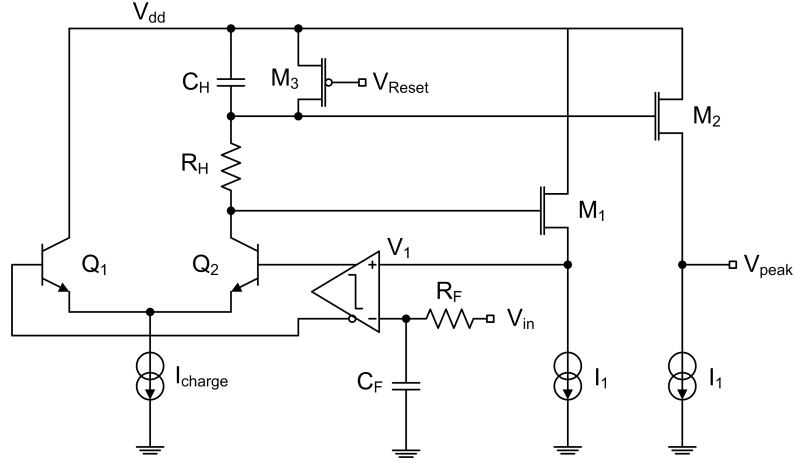 Vdd
CH
M3
VReset
M2
RH
M1
Q1
Q2
V1
+
Vpeak
−
RF
Vin
Icharge
CF
I1
I1